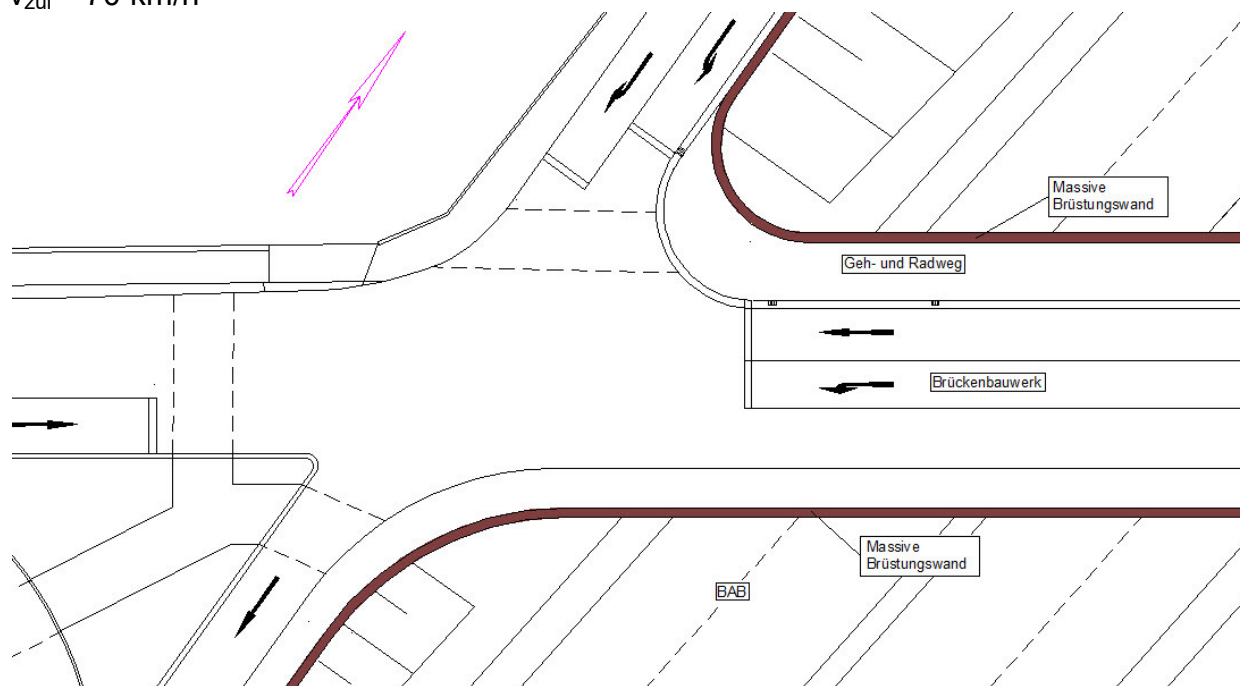 Massive
Brüstungswand
Geh- und Radweg
Brückenbauwerk
Massive
Brüstungswand
BAB